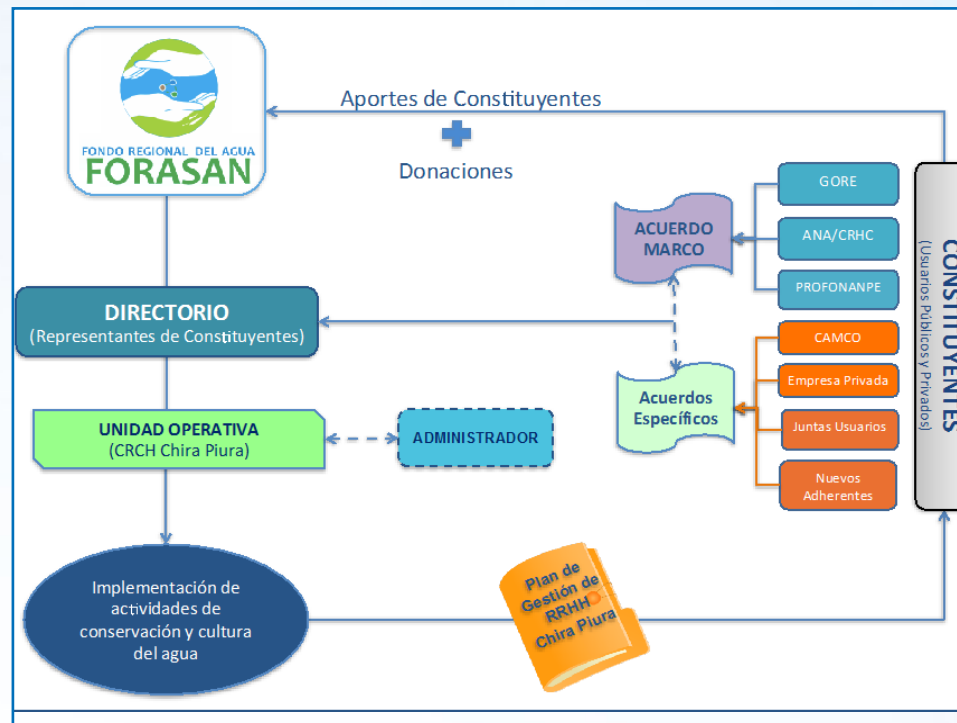 FONDO REGIONAL DEL AGUA
FORASAN
Aportes de Constituyentes
Donaciones
ACUERDO
MARCO
GORE
ANA/CRHC
PROFONANPE
CONSTITUYENTES
(Usuarios Públicos y Privados)
DIRECTORIO
(Representantes de Constituyentes)
Acuerdos
Específicos
CAMCO
Empresa Privada
Juntas Usuarios
Nuevos
Adherentes
UNIDAD OPERATIVA
(CRCH Chira Piura)
ADMINISTRADOR
Implementación de
actividades de
conservación y cultura
del agua
Plan de
Gestión de
RRHH
Chira Piura